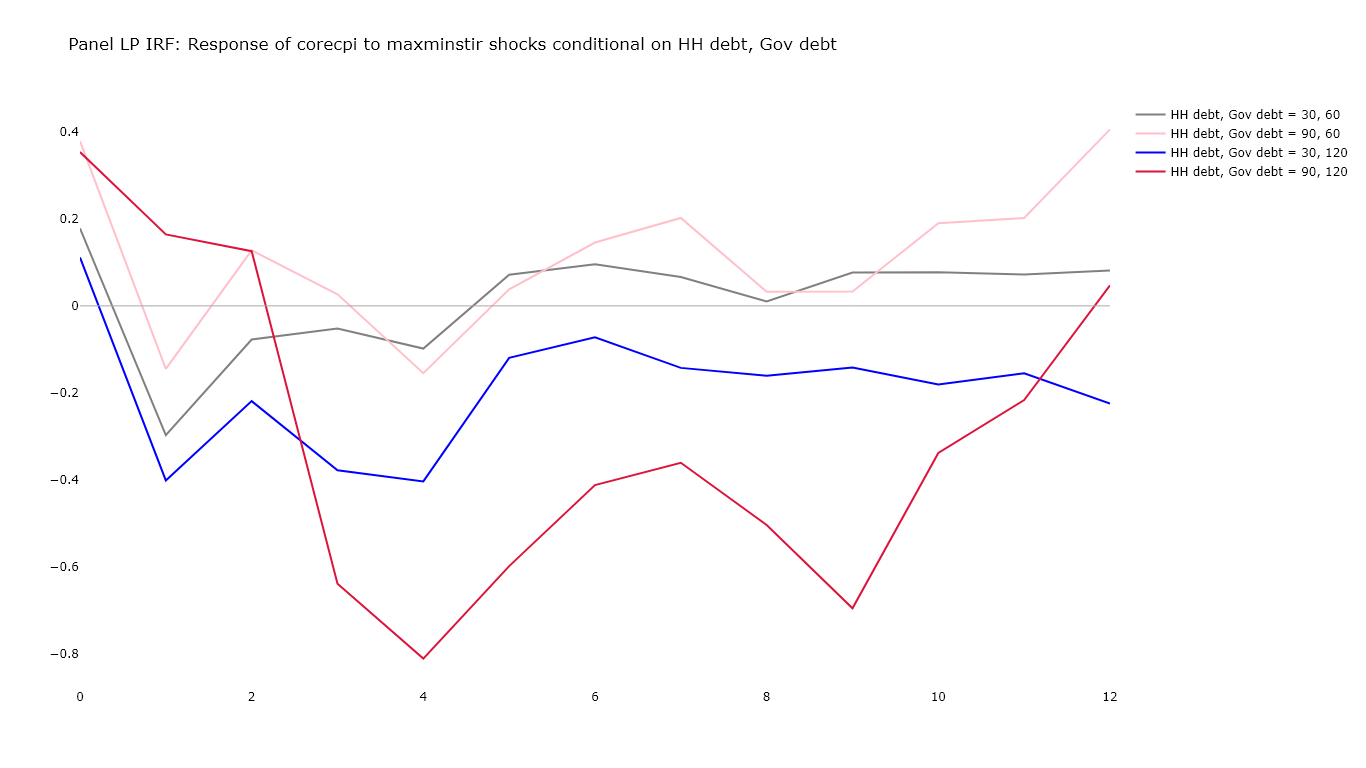 Panel LP IRF: Response of corecpi to maxminstir shocks conditional on HH debt, Gov debt
HH debt, Gov debt = 30, 60
HH debt, Gov debt = 90, 60
HH debt, Gov debt = 30, 120
HH debt, Gov debt = 90, 120
0.4
0.2
0
−0.2
−0.4
−0.6
−0.8
0 2 4 6 8 10 12